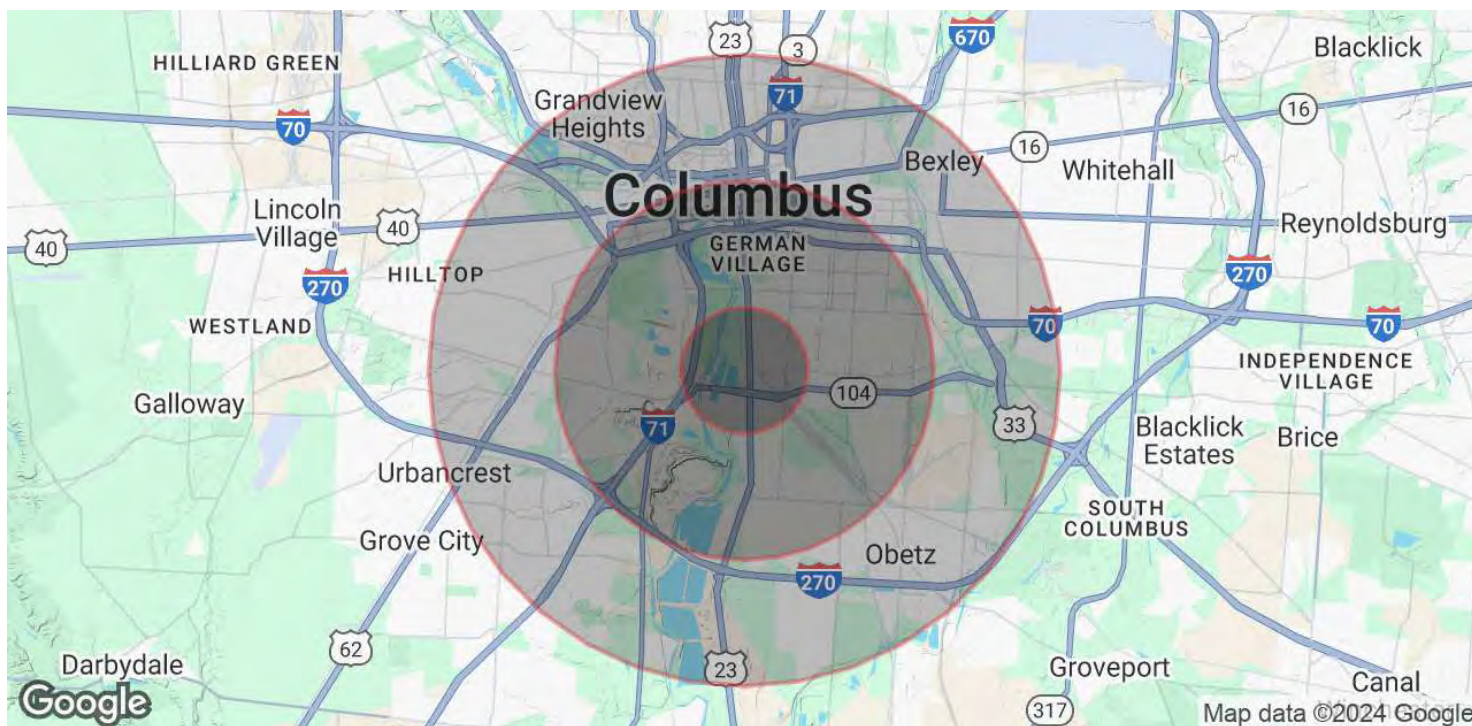 23
3
670
Blacklick
HILLIARD GREEN
71
Grandview
Heights
16
70
16
Bexley
Whitehall
Columbus
Lincoln
Village
40
40
Reynoldsburg
GERMAN
VILLAGE
HILLTOP
270
270
WESTLAND
70
70
INDEPENDENCE
VILLAGE
104
Galloway
71
33
Blacklick
Estates
Brice
Urbancrest
SOUTH
COLUMBUS
Grove City
Obetz
270
62
Darbydale
23
Groveport
Canal
Google
317
Map data ©2024 Google